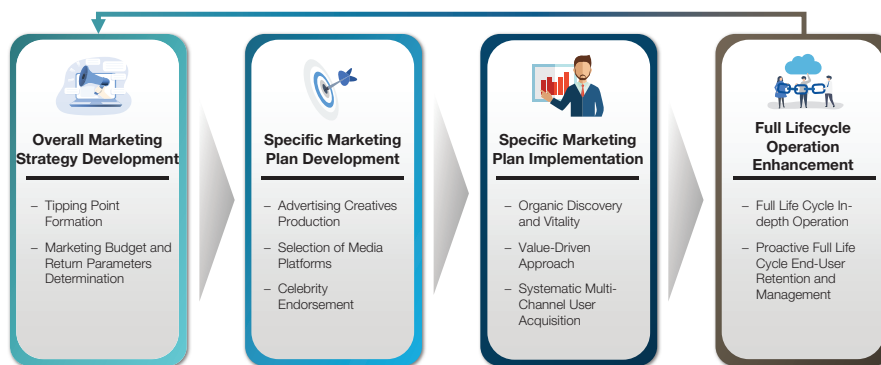 Overall Marketing
Strategy Development
– Tipping Point
Formation
– Marketing Budget and
Return Parameters
Determination
Specific Marketing
Plan Development
– Advertising Creatives
Production
– Selection of Media
Platforms
– Celebrity
Endorsement
Specific Marketing
Plan Implementation
– Organic Discovery
and Vitality
– Value-Driven
Approach
– Systematic Multi-
Channel User
Acquisition
Full Lifecycle
Operation
Enhancement
– Full Life Cycle In-
depth Operation
– Proactive Full Life
Cycle End-User
Retention and
Management